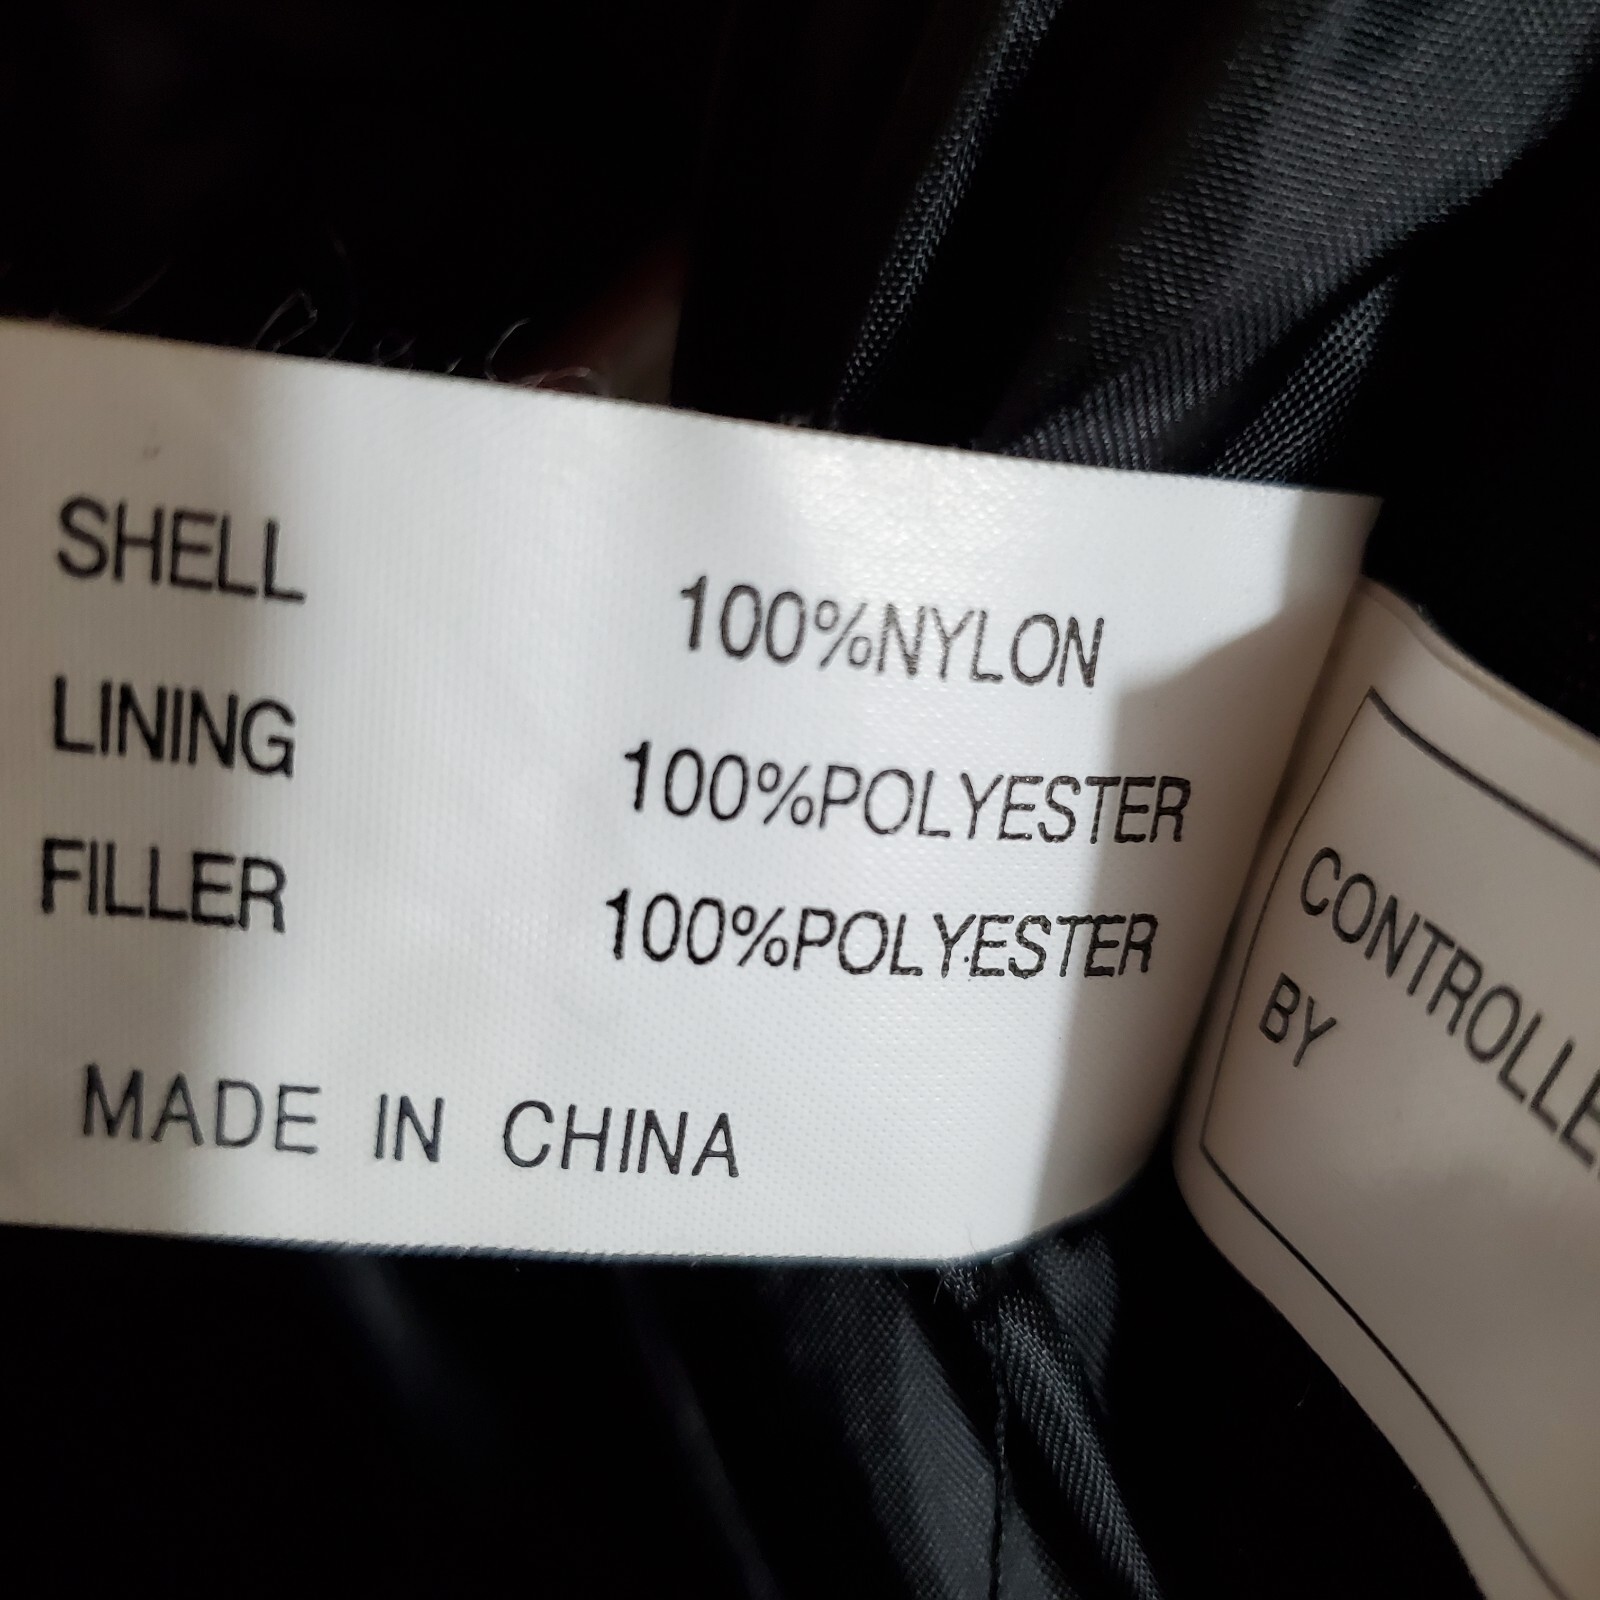 SHELL 100%NYLON
LINING 100%POLYESTER
FILLER 100%POLYESTER
MADE IN CHINA
CONTROLLE
BY